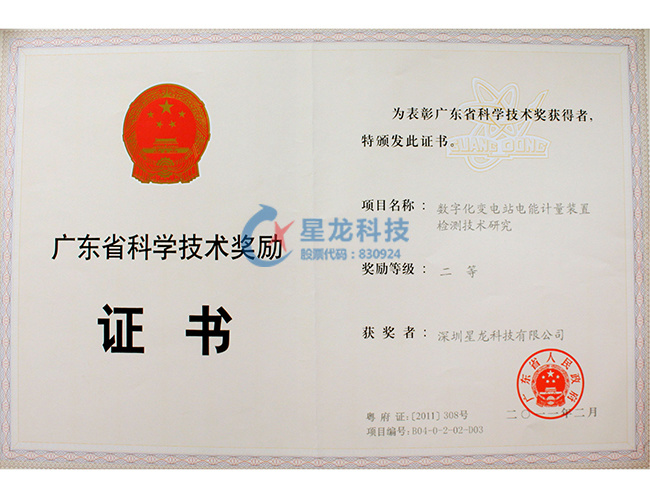 广东省科学技术奖励
证 书
为表彰广东省科学技术奖获得者，
特颁发此证书。
GUANG DONG
项目名称： 数字化变电站电能计量装置
检测技术研究
奖励等级： 二 等
获 奖 者： 深圳星龙科技有限公司
广东省人民政府
二〇一一年二月
粤 府 证：[2011] 308号
项目编号：B04-0-2-02-D03
星龙科技
股票代码：830924